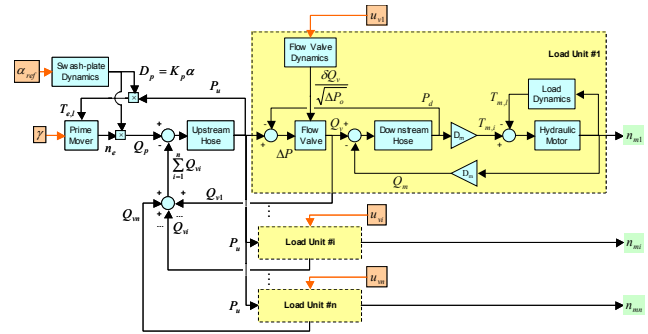 α_ref
Swash-plate Dynamics
D_p = K_p α
P_u
T_e,l
×
×
γ
Prime Mover
n_e
Q_p
+
-
Upstream Hose
∑_{i=1}^{n} Q_vi
Q_v1
+
+
+
...
...
Q_vn
Q_vi
u_v1
Load Unit #1
Flow Valve Dynamics
δQ_v / √ΔP_o
-
+
ΔP
Flow Valve
Q_v
+
-
Downstream Hose
P_d
D_m
T_m,i
T_m,l
-
+
Load Dynamics
Hydraulic Motor
D_m
Q_m
n_m1
u_vi
P_u
Load Unit #i
n_mi
u_vn
P_u
Load Unit #n
n_mn